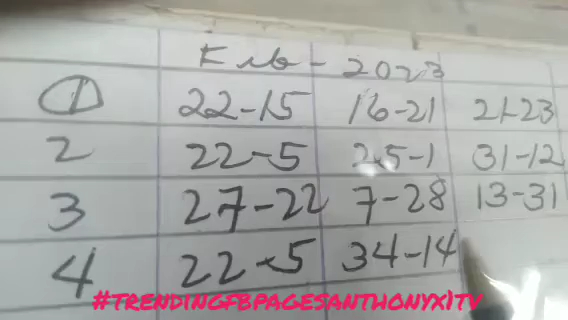 Feb - 2023
① 22-15 16-21 21-23
2 22-5 25-1 31-12
3 27-22 7-28 13-31
4 22-5 34-14
#TRENDINGFBPAGESANTHONYX1TV